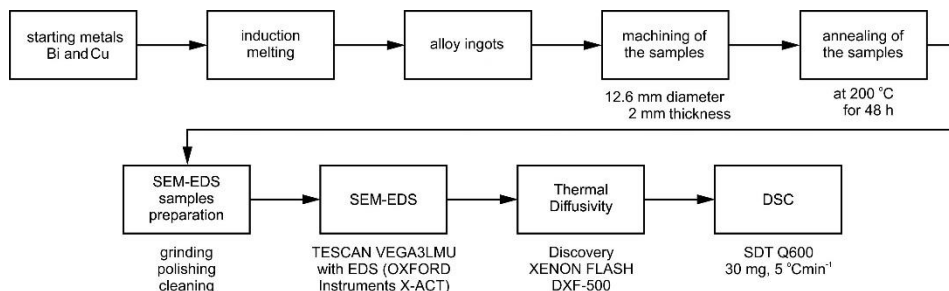 starting metals
Bi and Cu
induction
melting
alloy ingots
machining of
the samples
12.6 mm diameter
2 mm thickness
annealing of
the samples
at 200 °C
for 48 h
SEM-EDS
samples
preparation
grinding
polishing
cleaning
SEM-EDS
TESCAN VEGA3LMU
with EDS (OXFORD
Instruments X-ACT)
Thermal
Diffusivity
Discovery
XENON FLASH
DXF-500
DSC
SDT Q600
30 mg, 5 °Cmin⁻¹